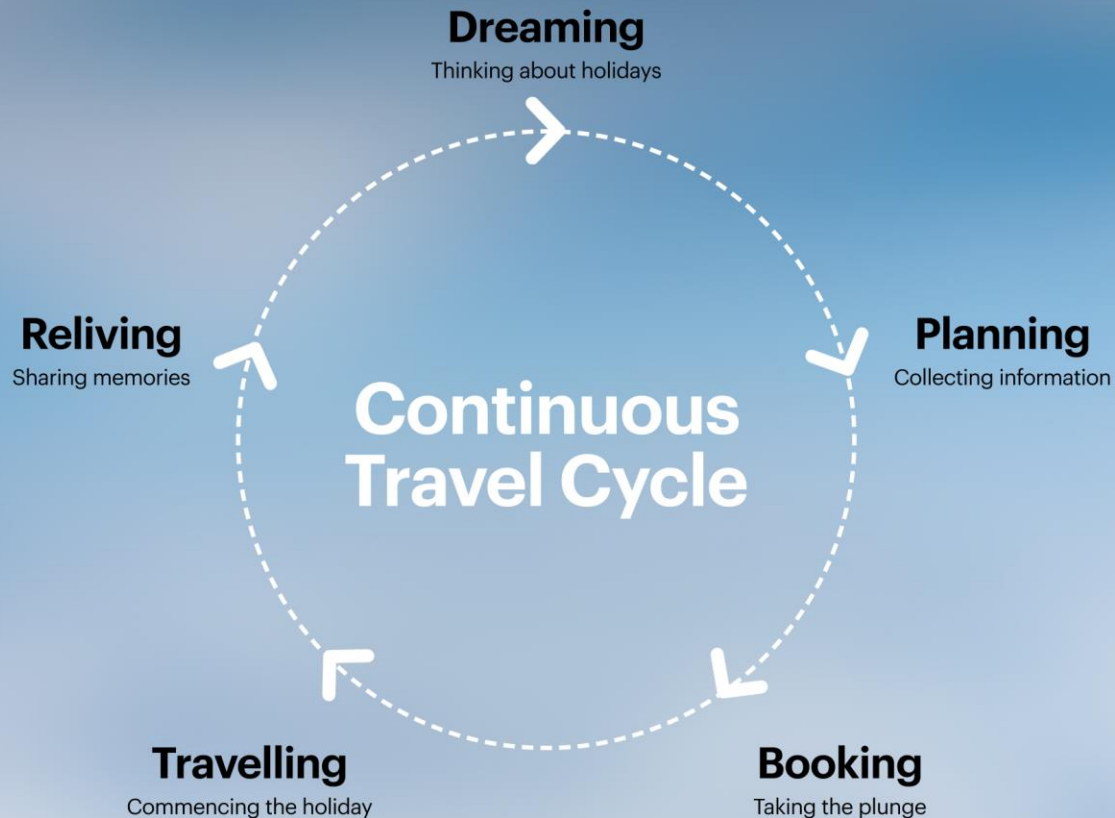 Dreaming
Thinking about holidays
Reliving
Sharing memories
Planning
Collecting information
Continuous
Travel Cycle
Travelling
Commencing the holiday
Booking
Taking the plunge